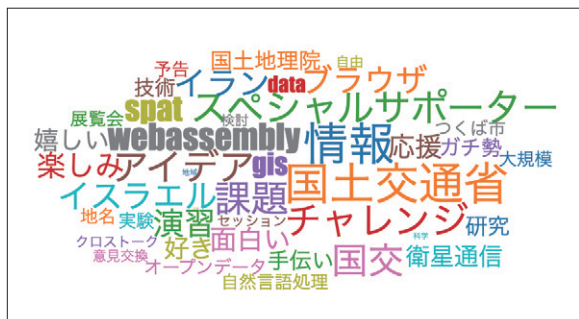 予告
国土地理院
自由
技術
イラン
data
ブラウザ
展覧会
spat
スペシャルサポーター
検討
嬉しい
webassembly
情報
応援
つくば市
ガチ勢
楽しみ
アイデア
地域
gis
大規模
イスラエル
課題
国土交通省
地名
実験
演習
セッション
チャレンジ
研究
クロストーク
好き
面白い
科学
意見交換
手伝い
国交
衛星通信
オープンデータ
自然言語処理